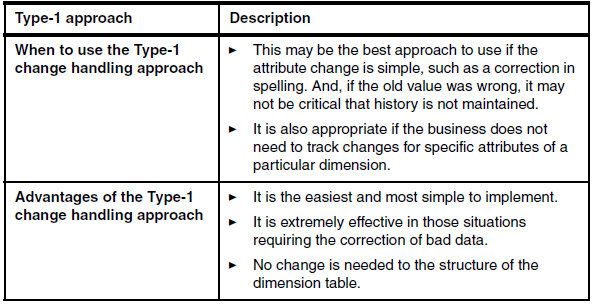 Type-1 approach
Description
When to use the Type-1
change handling approach
► This may be the best approach to use if the
attribute change is simple, such as a correction in
spelling. And, if the old value was wrong, it may
not be critical that history is not maintained.
► It is also appropriate if the business does not
need to track changes for specific attributes of a
particular dimension.
Advantages of the Type-1
change handling approach
► It is the easiest and most simple to implement.
► It is extremely effective in those situations
requiring the correction of bad data.
► No change is needed to the structure of the
dimension table.